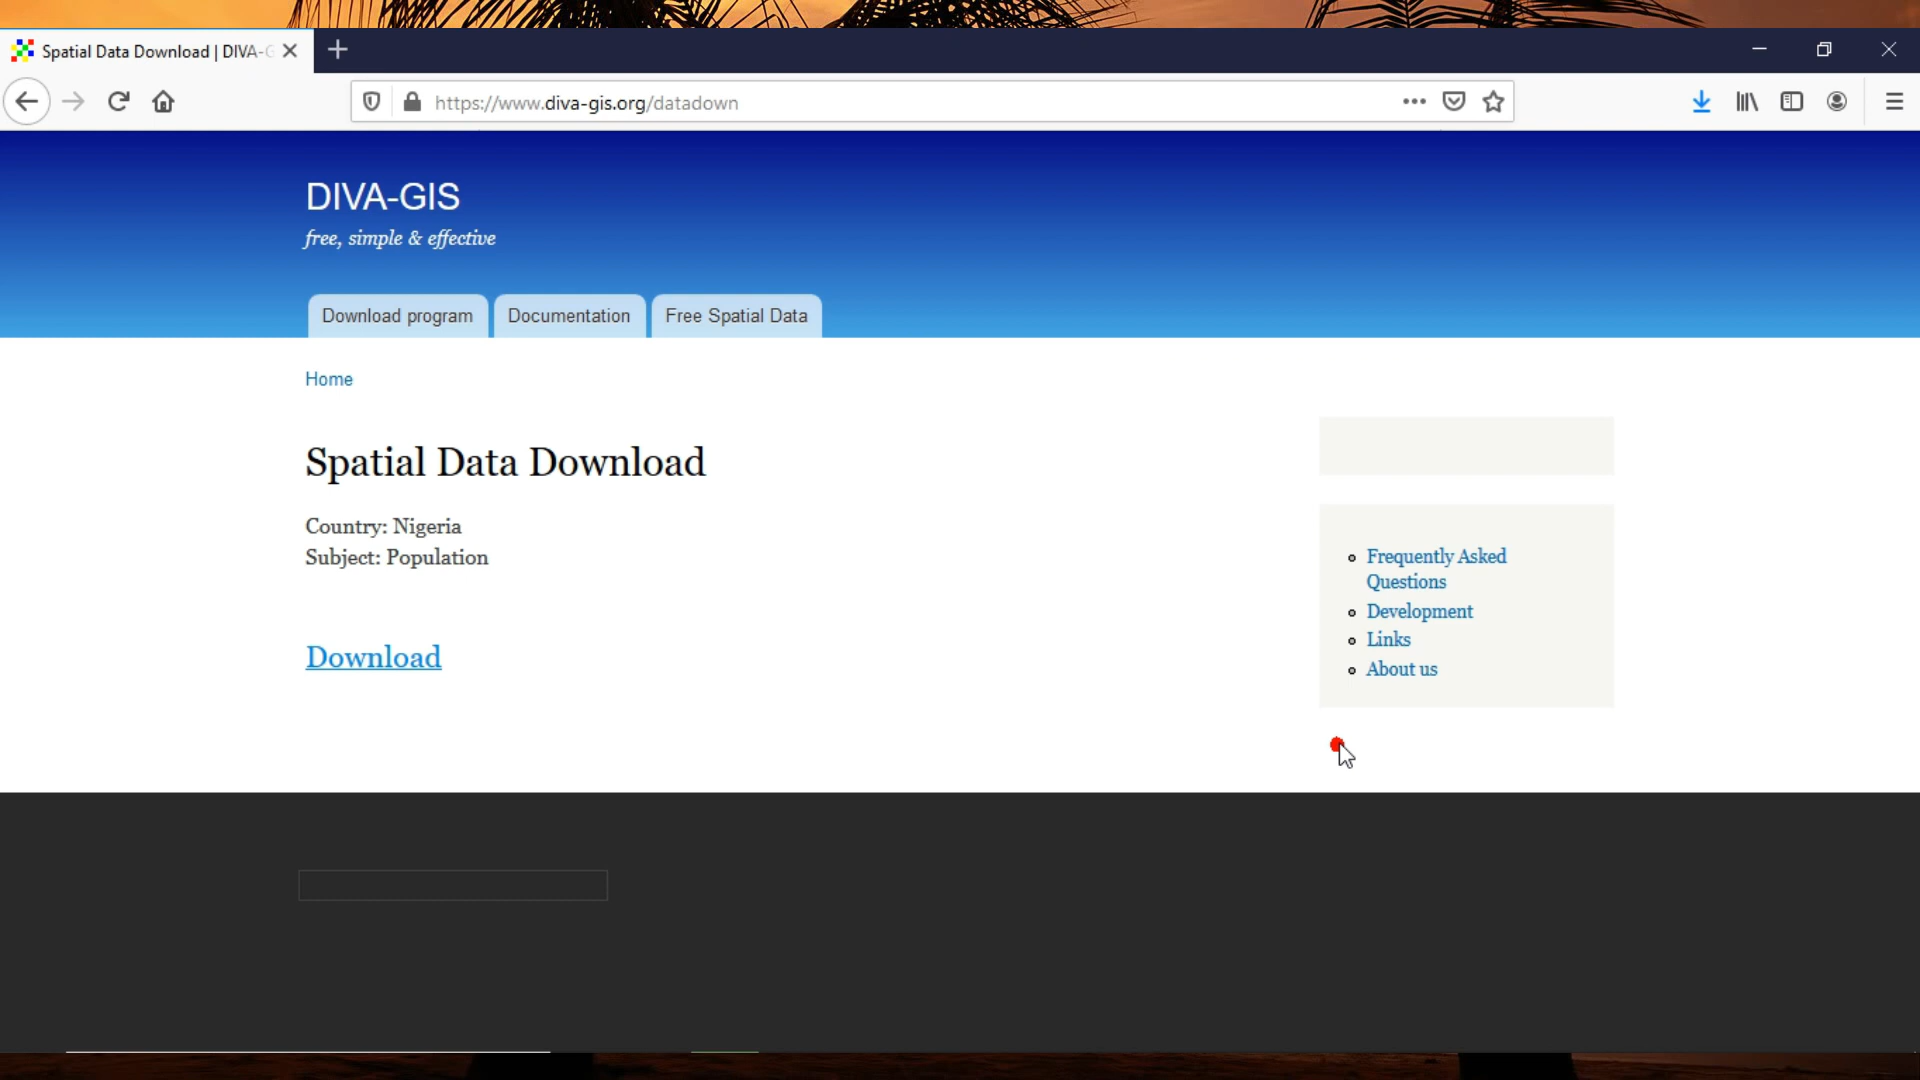 Spatial Data Download | DIVA-G
https://www.diva-gis.org/datadown
DIVA-GIS
free, simple & effective
Download program
Documentation
Free Spatial Data
Home
Spatial Data Download
Country: Nigeria
Subject: Population
Download
Frequently Asked
Questions
Development
Links
About us